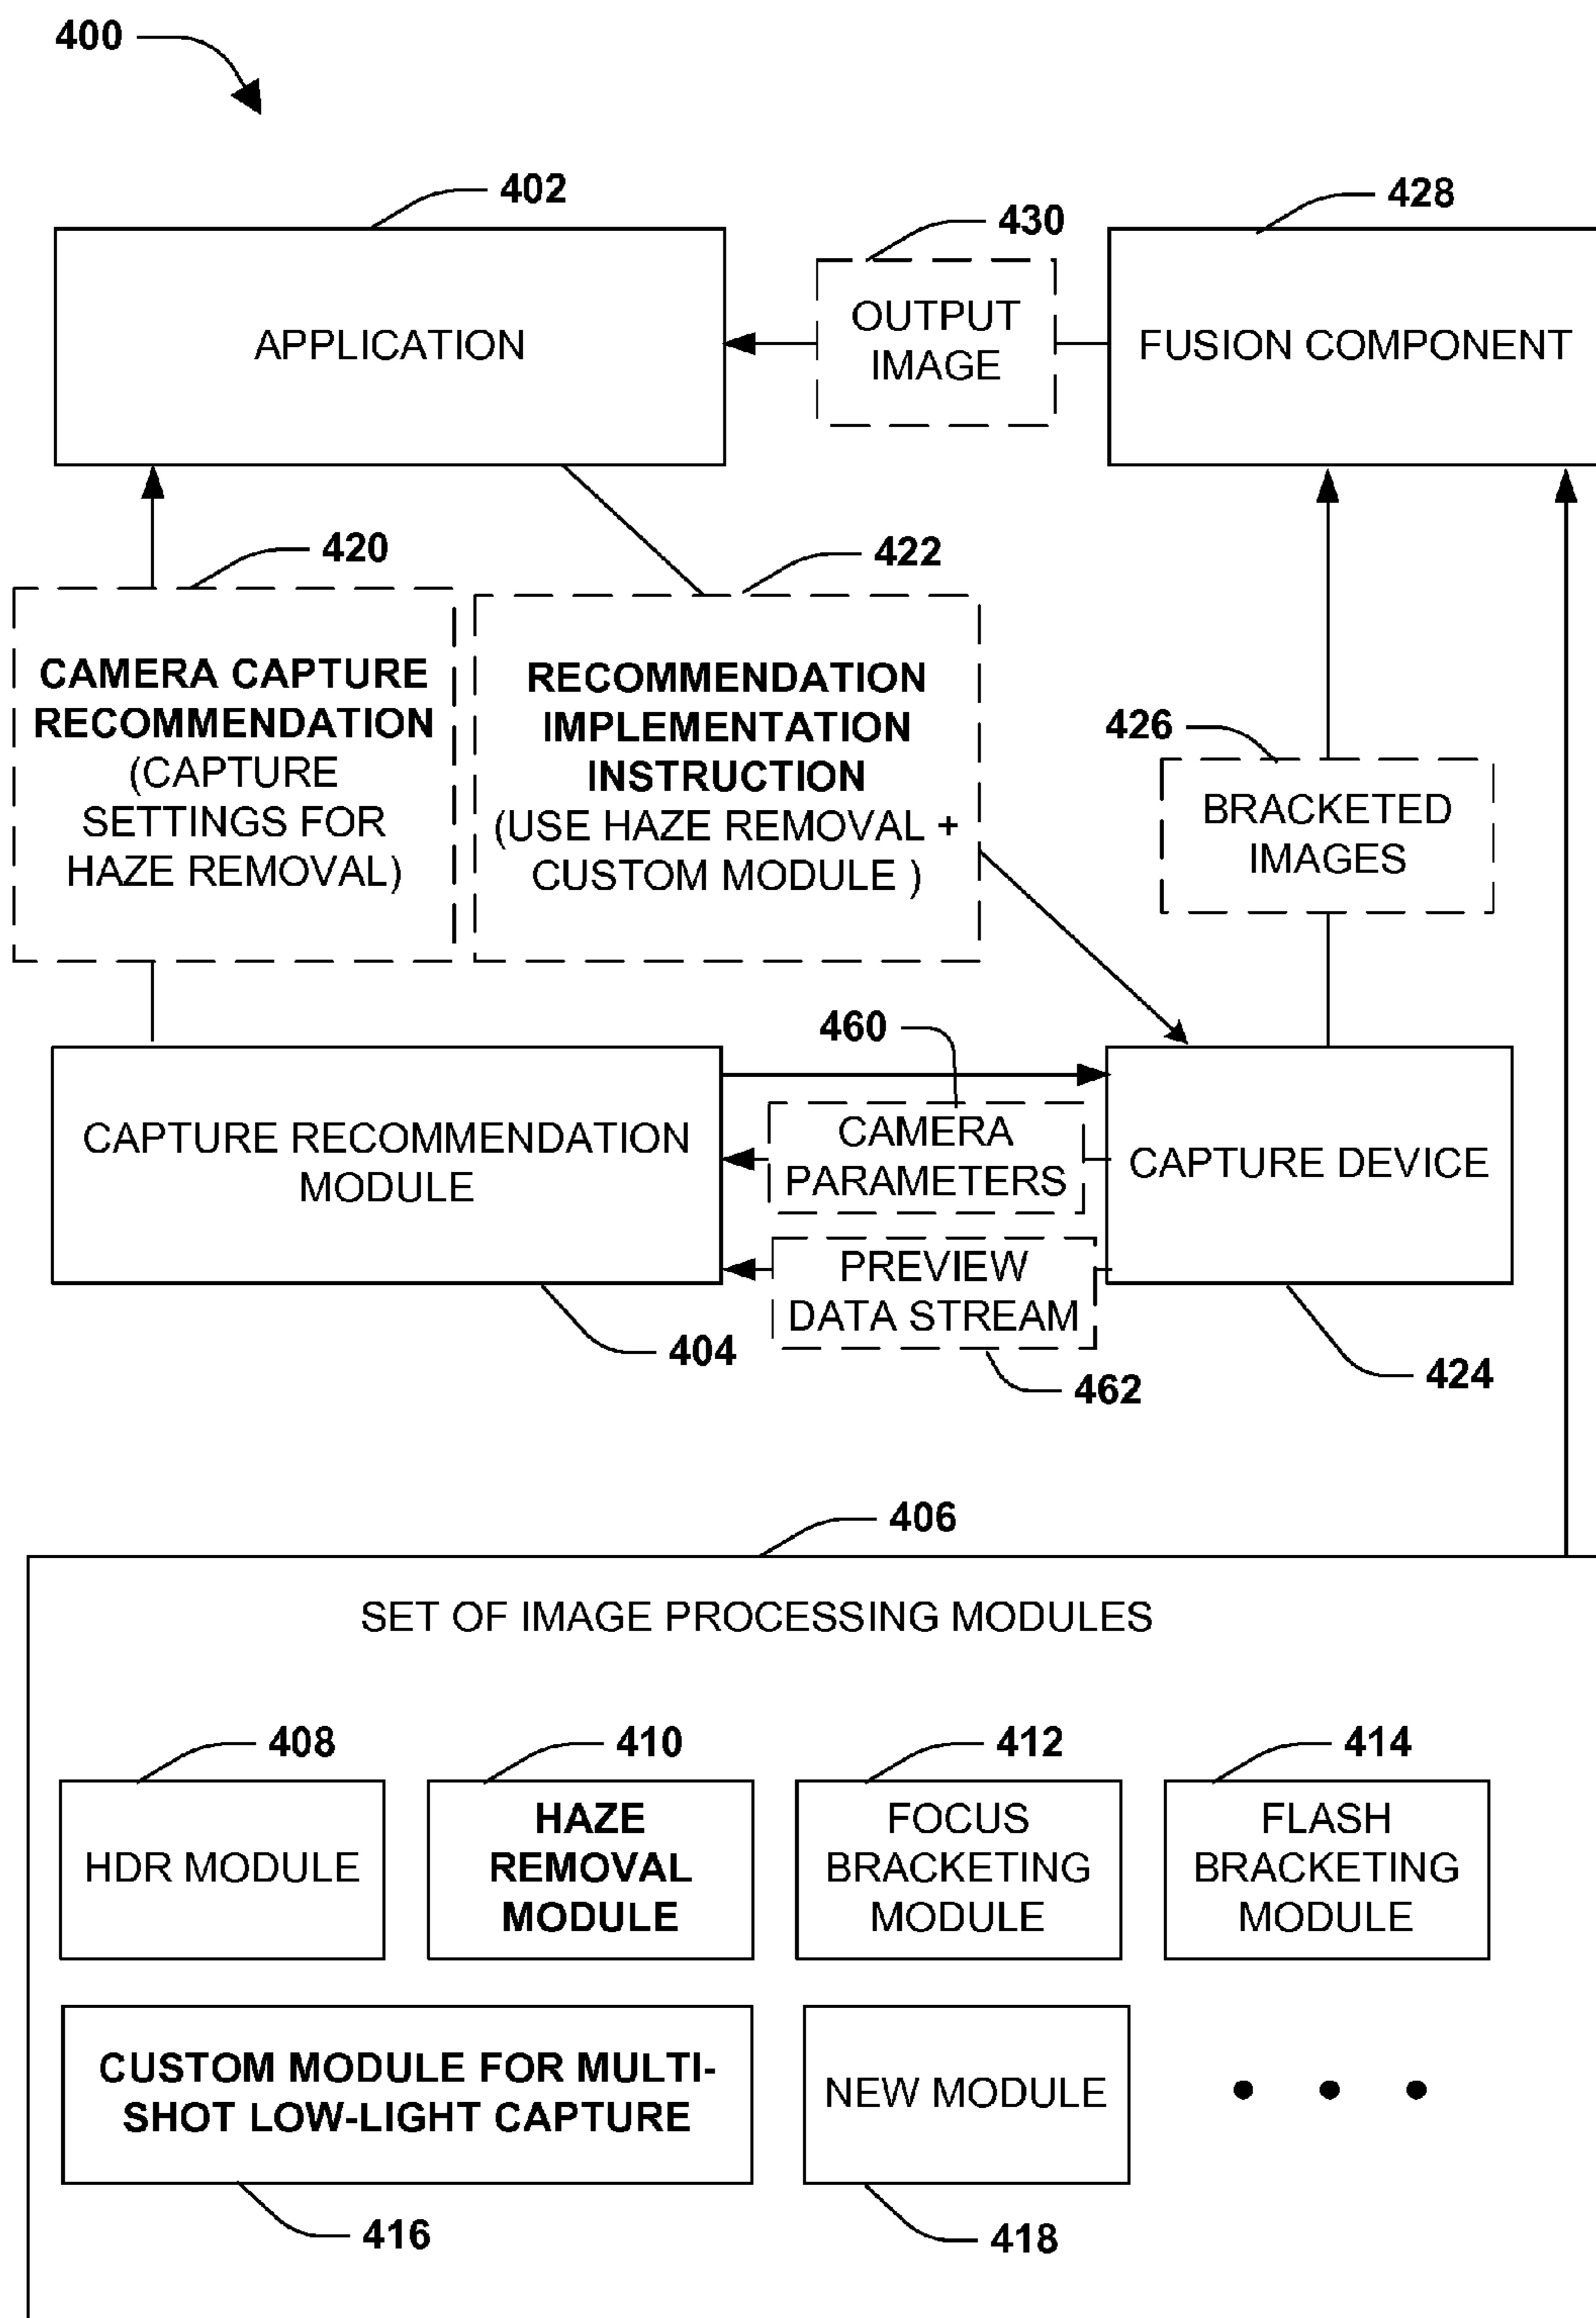 400
402
430
428
APPLICATION
OUTPUT
IMAGE
FUSION COMPONENT
420
422
CAMERA CAPTURE
RECOMMENDATION
(CAPTURE
SETTINGS FOR
HAZE REMOVAL)
RECOMMENDATION
IMPLEMENTATION
INSTRUCTION
(USE HAZE REMOVAL +
CUSTOM MODULE )
426
BRACKETED
IMAGES
460
CAPTURE RECOMMENDATION
MODULE
CAMERA
PARAMETERS
CAPTURE DEVICE
PREVIEW
DATA STREAM
404
462
424
406
SET OF IMAGE PROCESSING MODULES
408
410
412
414
HDR MODULE
HAZE
REMOVAL
MODULE
FOCUS
BRACKETING
MODULE
FLASH
BRACKETING
MODULE
CUSTOM MODULE FOR MULTI-
SHOT LOW-LIGHT CAPTURE
NEW MODULE
• • •
416
418